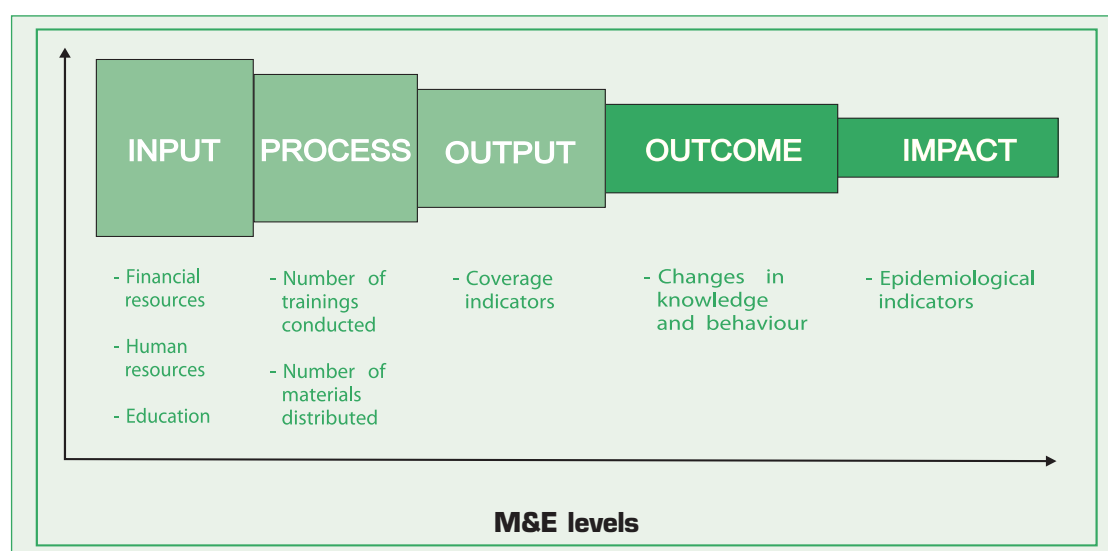 INPUT
PROCESS
OUTPUT
OUTCOME
IMPACT
- Financial
resources
- Human
resources
- Education
- Number of
trainings
conducted
- Number of
materials
distributed
- Coverage
indicators
- Changes in
knowledge
and behaviour
- Epidemiological
indicators
M&E levels